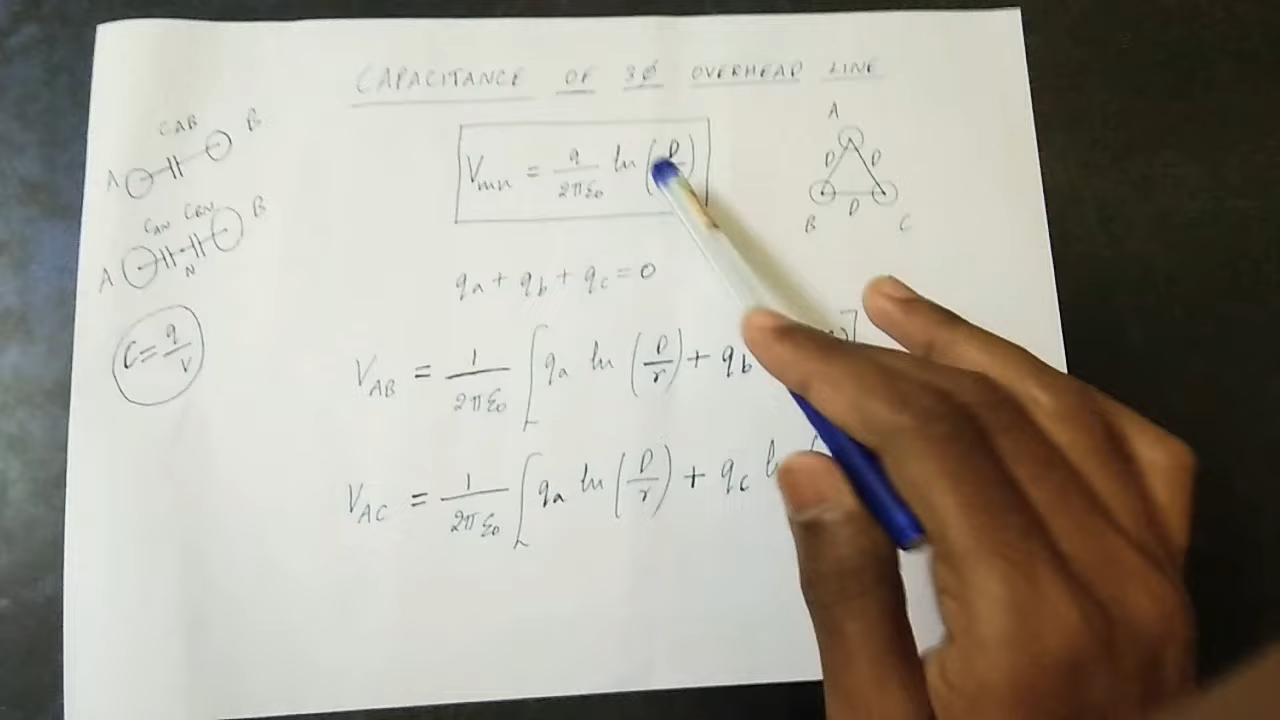 CAPACITANCE OF 3Ø OVERHEAD LINE
A CAB B
A CAN CBN B
N
C = q/V
Vmn = q/2πε0 ln (D
A
D D
B D C
qa + qb + qc = 0
VAB = 1/2πε0 [qa ln (D/r) + qb
VAC = 1/2πε0 [qa ln (D/r) + qc l